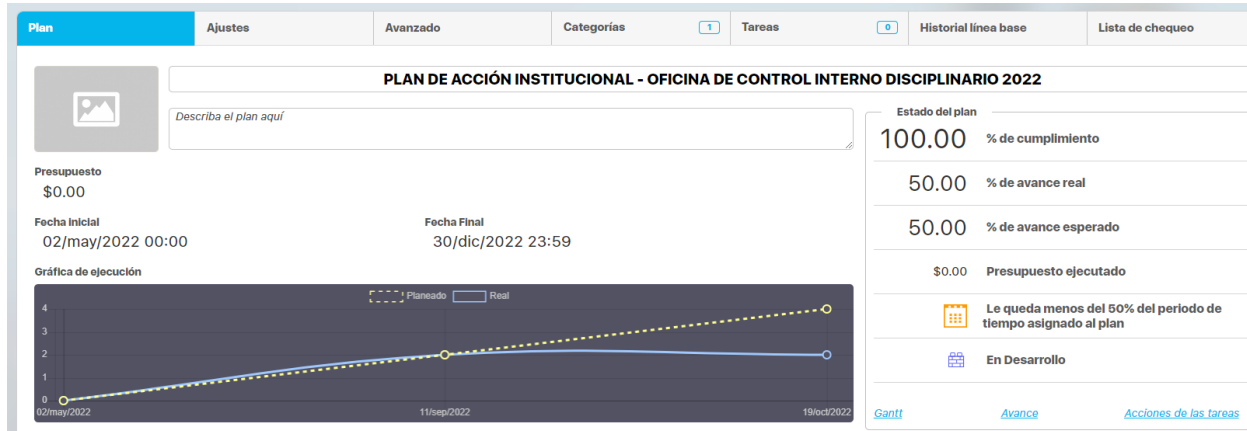 Plan Ajustes Avanzado Categorías 1 Tareas 0 Historial línea base Lista de chequeo
PLAN DE ACCIÓN INSTITUCIONAL - OFICINA DE CONTROL INTERNO DISCIPLINARIO 2022
Describa el plan aquí
Presupuesto
$0.00
Fecha Inicial
02/may/2022 00:00
Fecha Final
30/dic/2022 23:59
Gráfica de ejecución
Planeado Real
4
3
2
1
0
02/may/2022 11/sep/2022 19/oct/2022
Estado del plan
100.00 % de cumplimiento
50.00 % de avance real
50.00 % de avance esperado
$0.00 Presupuesto ejecutado
Le queda menos del 50% del periodo de
tiempo asignado al plan
En Desarrollo
Gantt Avance Acciones de las tareas